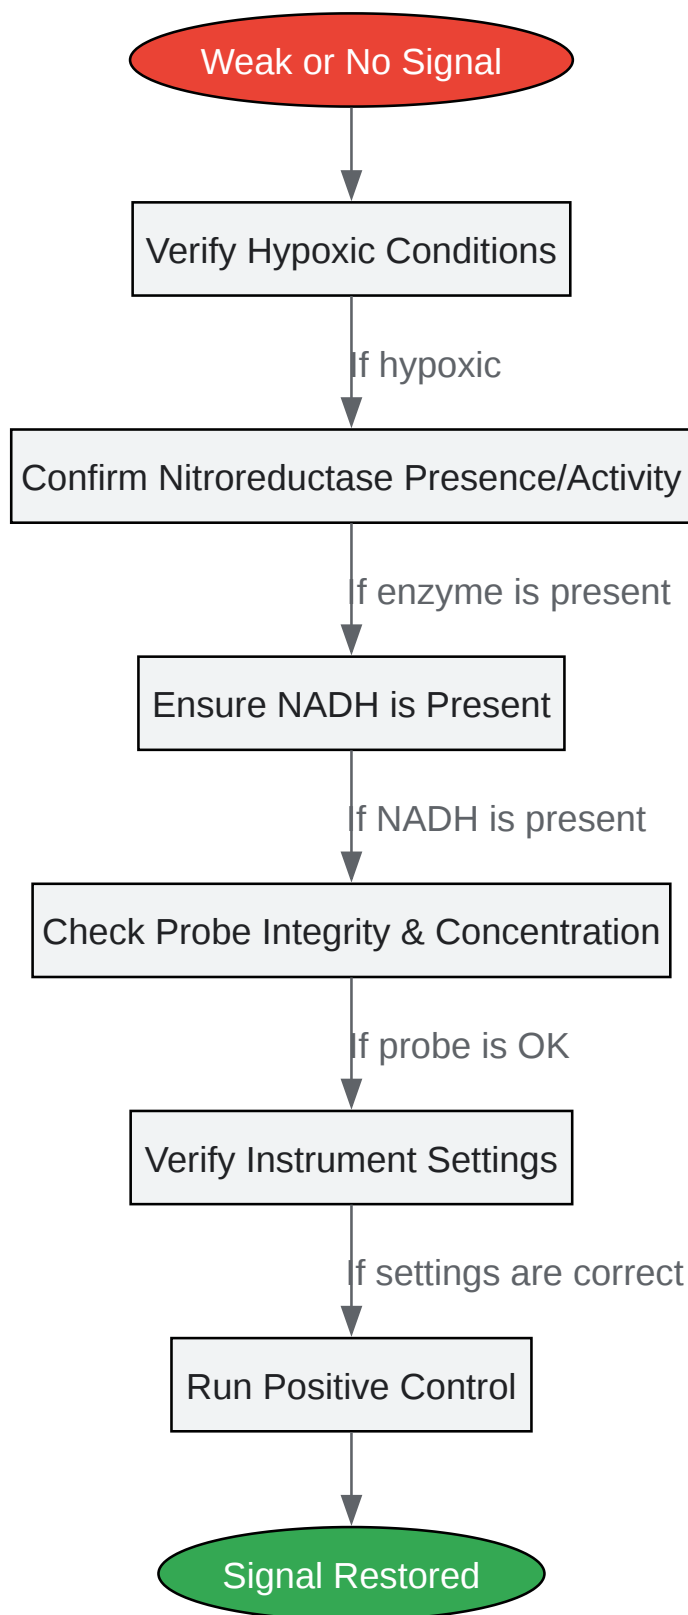 Weak or No Signal
Verify Hypoxic Conditions
If hypoxic
Confirm Nitroreductase Presence/Activity
If enzyme is present
Ensure NADH is Present
If NADH is present
Check Probe Integrity & Concentration
If probe is OK
Verify Instrument Settings
If settings are correct
Run Positive Control
Signal Restored